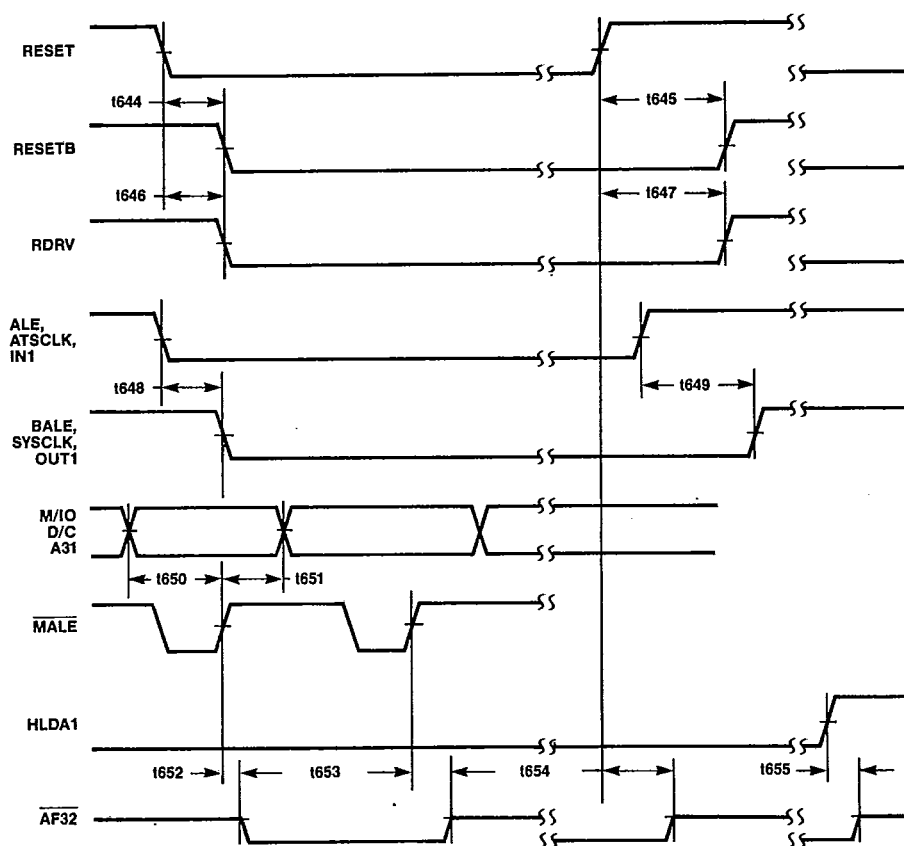 RESET
t644
t645
RESETB
t646
t647
RDRV
ALE,
ATSCLK,
IN1
t648
t649
BALE,
SYSCLK,
OUT1
M/IO
D/C
A31
t650
t651
MALE
HLDA1
t652
t653
t654
t655
AF32